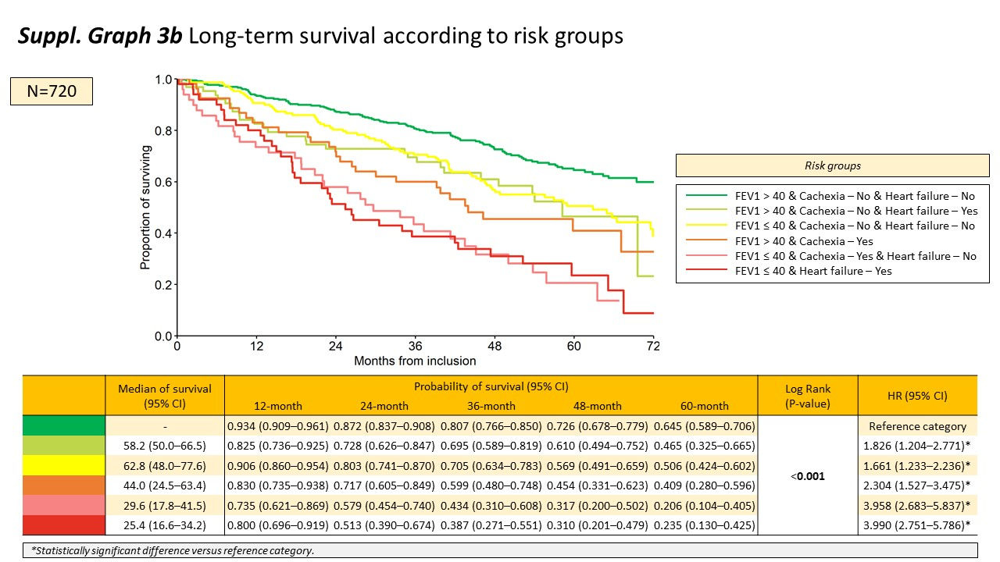 Suppl. Graph 3b Long-term survival according to risk groups
N=720
Proportion of surviving
1.0
0.8
0.6
0.4
0.2
0.0
0 12 24 36 48 60 72
Months from inclusion
Risk groups
FEV1 > 40 & Cachexia – No & Heart failure – No
FEV1 > 40 & Cachexia – No & Heart failure – Yes
FEV1 ≤ 40 & Cachexia – No & Heart failure – No
FEV1 > 40 & Cachexia – Yes
FEV1 ≤ 40 & Cachexia – Yes & Heart failure – No
FEV1 ≤ 40 & Heart failure – Yes
Median of survival
(95% CI)
Probability of survival (95% CI)
12-month 24-month 36-month 48-month 60-month
Log Rank
(P-value)
HR (95% CI)
- 0.934 (0.909–0.961) 0.872 (0.837–0.908) 0.807 (0.766–0.850) 0.726 (0.678–0.779) 0.645 (0.589–0.706) Reference category
58.2 (50.0–66.5) 0.825 (0.736–0.925) 0.728 (0.626–0.847) 0.695 (0.589–0.819) 0.610 (0.494–0.752) 0.465 (0.325–0.665) 1.826 (1.204–2.771)*
62.8 (48.0–77.6) 0.906 (0.860–0.954) 0.803 (0.741–0.870) 0.705 (0.634–0.783) 0.569 (0.491–0.659) 0.506 (0.424–0.602) 1.661 (1.233–2.236)*
<0.001
44.0 (24.5–63.4) 0.830 (0.735–0.938) 0.717 (0.605–0.849) 0.599 (0.480–0.748) 0.454 (0.331–0.623) 0.409 (0.280–0.596) 2.304 (1.527–3.475)*
29.6 (17.8–41.5) 0.735 (0.621–0.869) 0.579 (0.454–0.740) 0.434 (0.310–0.608) 0.317 (0.200–0.502) 0.206 (0.104–0.405) 3.958 (2.683–5.837)*
25.4 (16.6–34.2) 0.800 (0.696–0.919) 0.513 (0.390–0.674) 0.387 (0.271–0.551) 0.310 (0.201–0.479) 0.235 (0.130–0.425) 3.990 (2.751–5.786)*
*Statistically significant difference versus reference category.